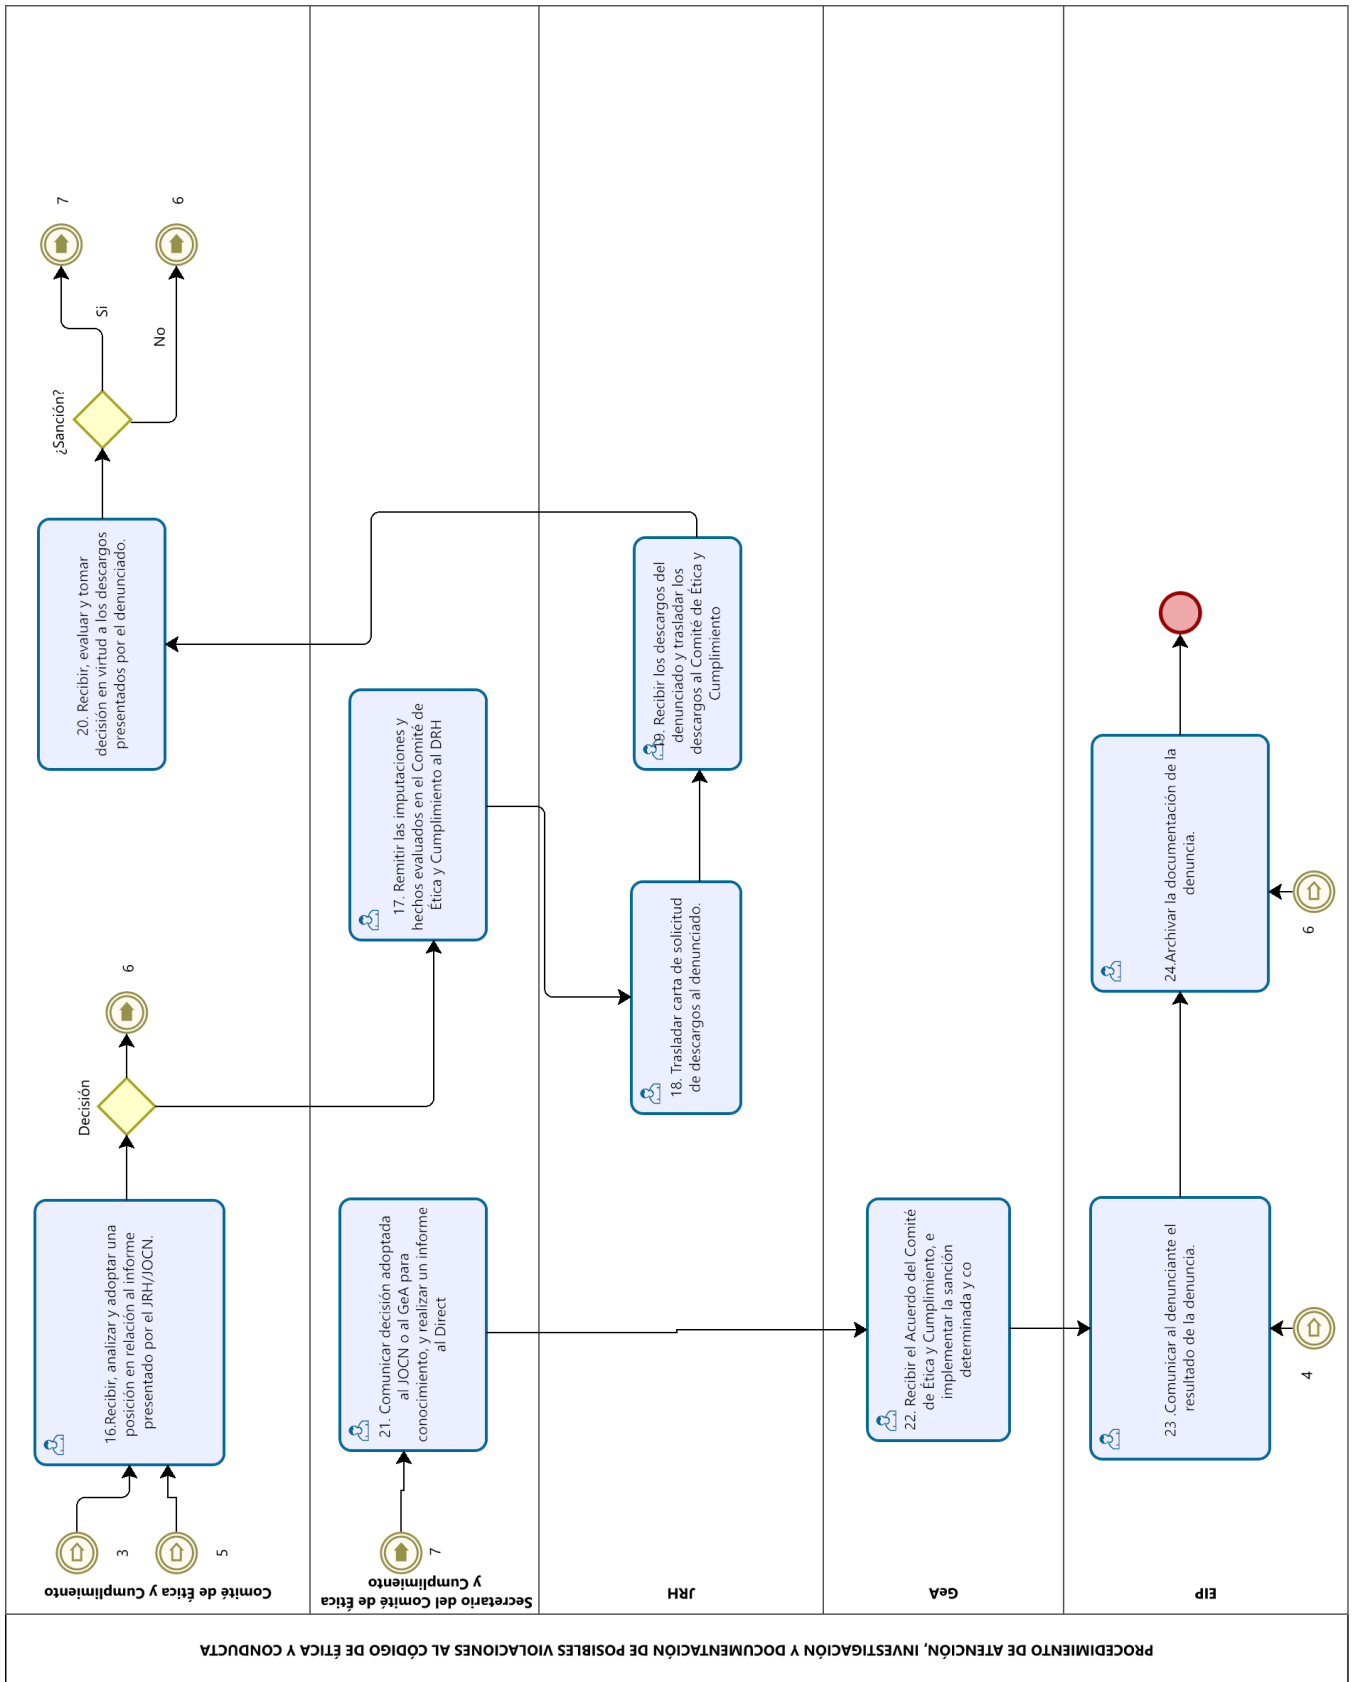 PROCEDIMIENTO DE ATENCIÓN, INVESTIGACIÓN Y DOCUMENTACIÓN DE POSIBLES VIOLACIONES AL CÓDIGO DE ÉTICA Y CONDUCTA
Comité de Ética y Cumplimiento
3
5
16.Recibir, analizar y adoptar una
posición en relación al informe
presentado por el JRH/JOCN.
Decisión
6
20. Recibir, evaluar y tomar
decisión en virtud a los descargos
presentados por el denunciado.
¿Sanción?
Si
7
No
6
Secretario del Comité de Ética
y Cumplimiento
7
21. Comunicar decisión adoptada
al JOCN o al GeA para
conocimiento, y realizar un informe
al Direct
17. Remitir las imputaciones y
hechos evaluados en el Comité de
Ética y Cumplimiento al DRH
JRH
18. Trasladar carta de solicitud
de descargos al denunciado.
19. Recibir los descargos del
denunciado y trasladar los
descargos al Comité de Ética y
Cumplimiento
GeA
22. Recibir el Acuerdo del Comité
de Ética y Cumplimiento, e
implementar la sanción
determinada y co
EIP
23 .Comunicar al denunciante el
resultado de la denuncia.
4
24.Archivar la documentación de la
denuncia.
6